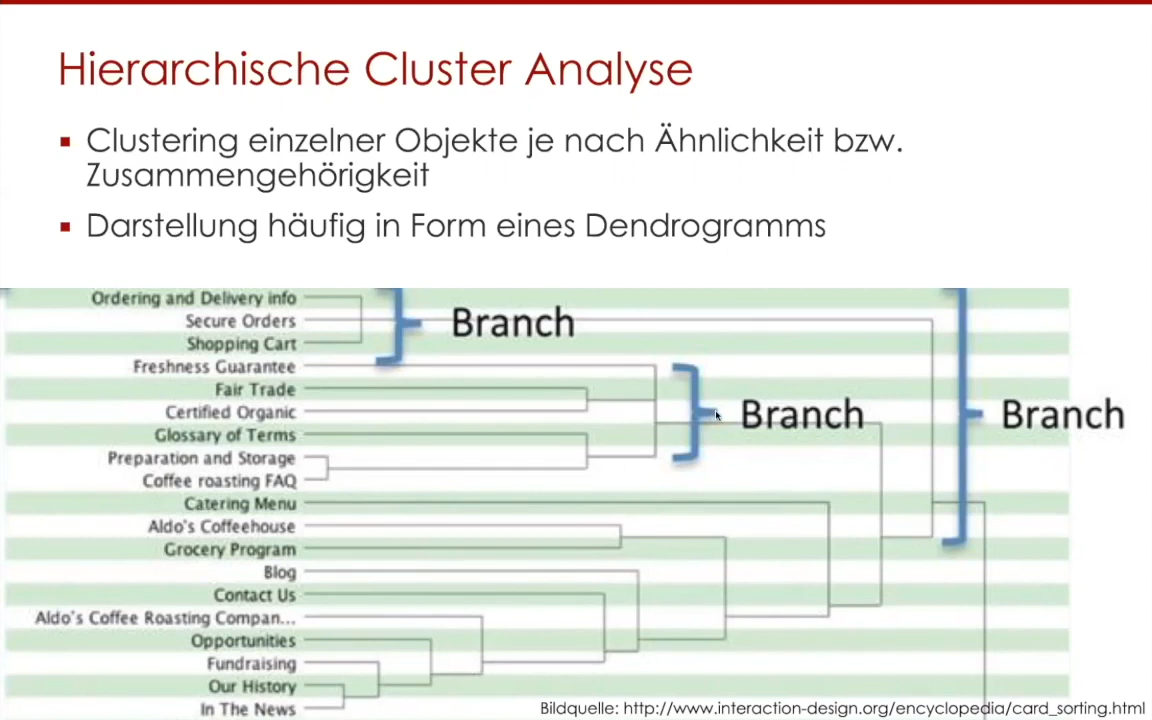 Hierarchische Cluster Analyse
▪ Clustering einzelner Objekte je nach Ähnlichkeit bzw.
Zusammengehörigkeit
▪ Darstellung häufig in Form eines Dendrogramms
Ordering and Delivery info
Secure Orders
Branch
Shopping Cart
Freshness Guarantee
Fair Trade
Certified Organic
Branch
Branch
Glossary of Terms
Preparation and Storage
Coffee roasting FAQ
Catering Menu
Aldo's Coffeehouse
Grocery Program
Blog
Contact Us
Aldo's Coffee Roasting Compan...
Opportunities
Fundraising
Our History
In The News
Bildquelle: http://www.interaction-design.org/encyclopedia/card_sorting.html